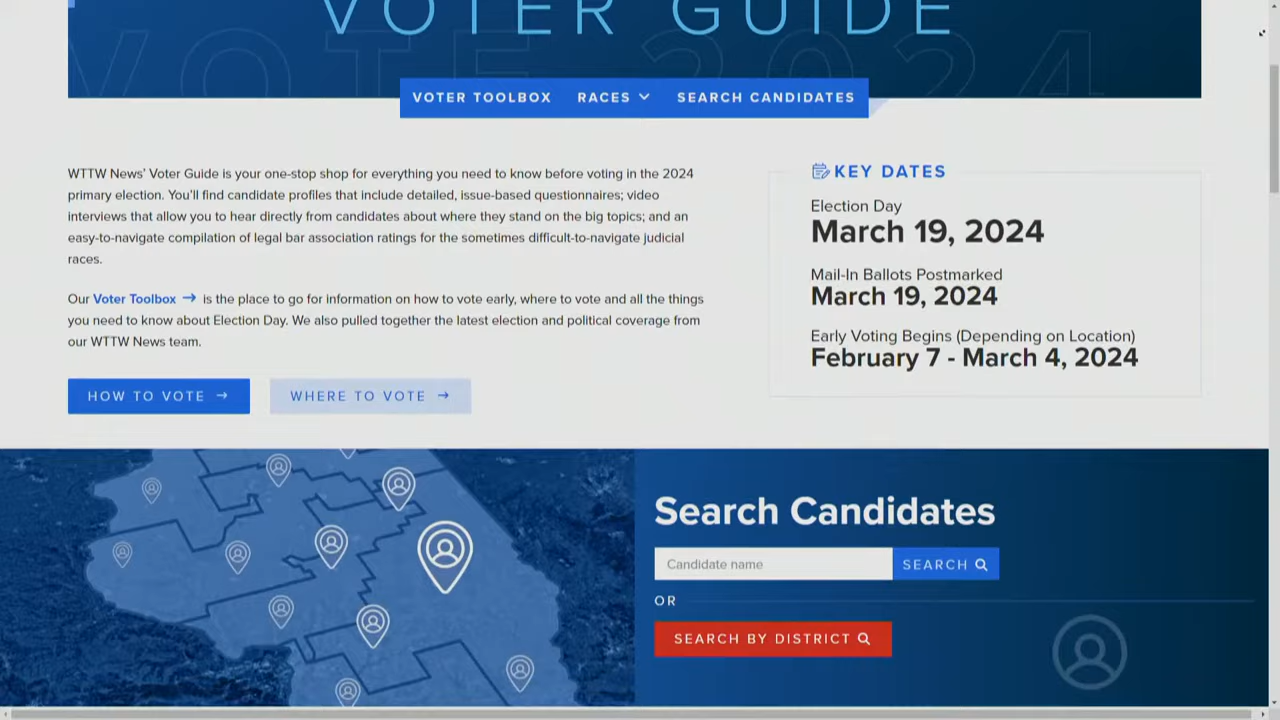 VOTER GUIDE
VOTE 2024
VOTER TOOLBOX RACES SEARCH CANDIDATES
WTTW News' Voter Guide is your one-stop shop for everything you need to know before voting in the 2024
primary election. You'll find candidate profiles that include detailed, issue-based questionnaires; video
interviews that allow you to hear directly from candidates about where they stand on the big topics; and an
easy-to-navigate compilation of legal bar association ratings for the sometimes difficult-to-navigate judicial
races.
Our Voter Toolbox → is the place to go for information on how to vote early, where to vote and all the things
you need to know about Election Day. We also pulled together the latest election and political coverage from
our WTTW News team.
HOW TO VOTE → WHERE TO VOTE →
KEY DATES
Election Day
March 19, 2024
Mail-In Ballots Postmarked
March 19, 2024
Early Voting Begins (Depending on Location)
February 7 - March 4, 2024
Search Candidates
Candidate name SEARCH
OR
SEARCH BY DISTRICT